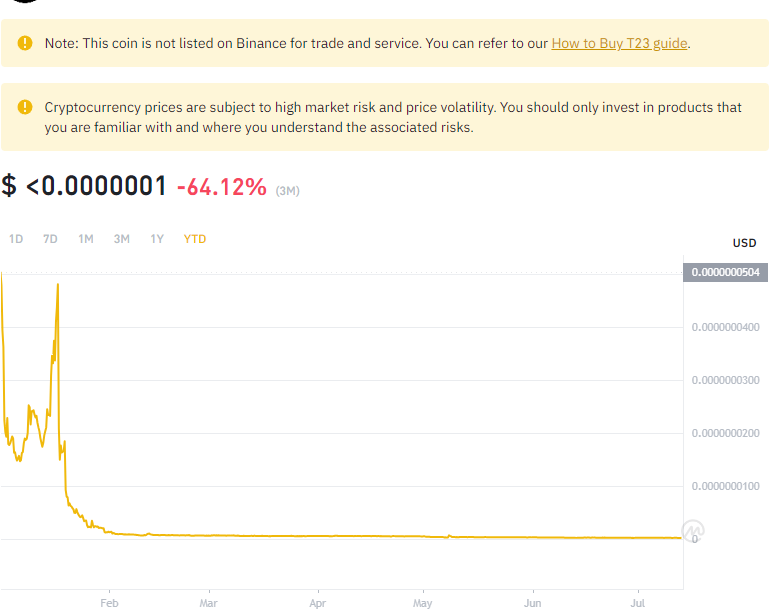 Note: This coin is not listed on Binance for trade and service. You can refer to our How to Buy T23 guide.
Cryptocurrency prices are subject to high market risk and price volatility. You should only invest in products that
you are familiar with and where you understand the associated risks.
$ <0.0000001 -64.12% (3M)
1D 7D 1M 3M 1Y YTD
USD
0.0000000504
0.0000000400
0.0000000300
0.0000000200
0.0000000100
0
Feb Mar Apr May Jun Jul